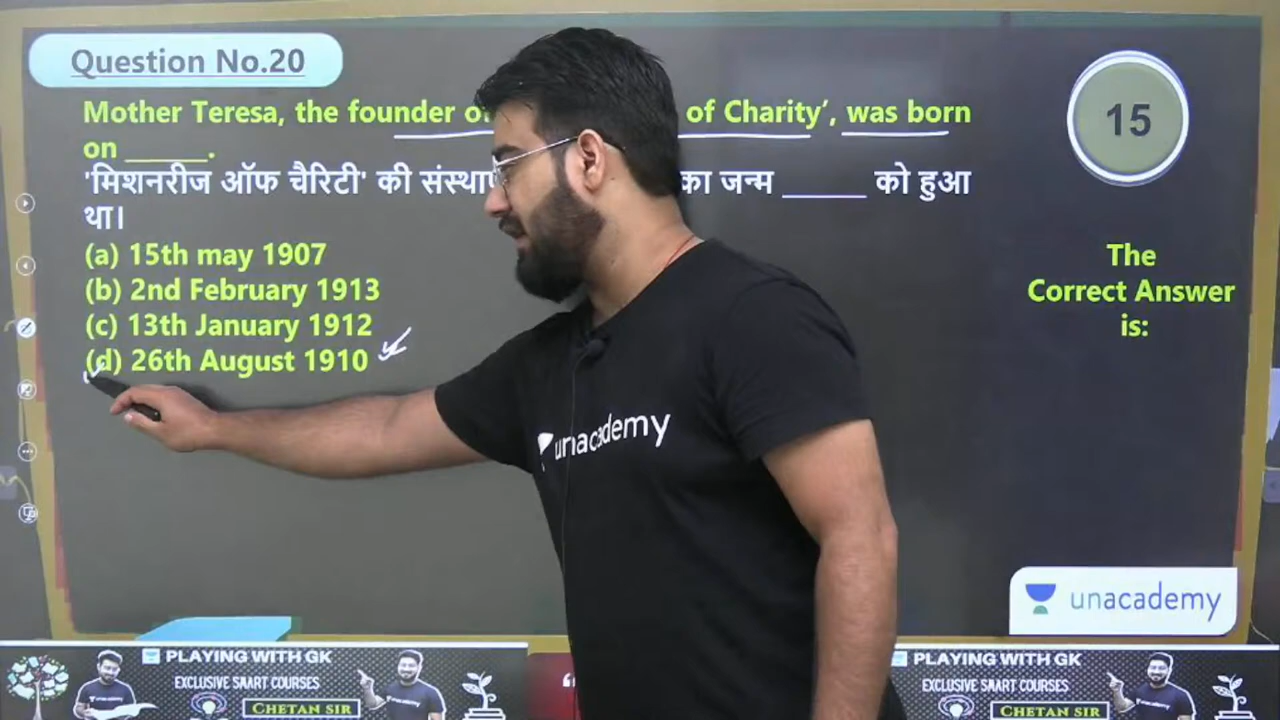 Question No.20
Mother Teresa, the founder of of Charity’, was born
on ______.
'मिशनरीज ऑफ चैरिटी' की का जन्म ______ को हुआ
था।
(a) 15th may 1907
(b) 2nd February 1913
(c) 13th January 1912
(d) 26th August 1910
15
The
Correct Answer
is:
unacademy
unacademy
PLAYING WITH GK
EXCLUSIVE SMART COURSES
CHETAN SIR
PLAYING WITH GK
EXCLUSIVE SMART COURSES
CHETAN SIR